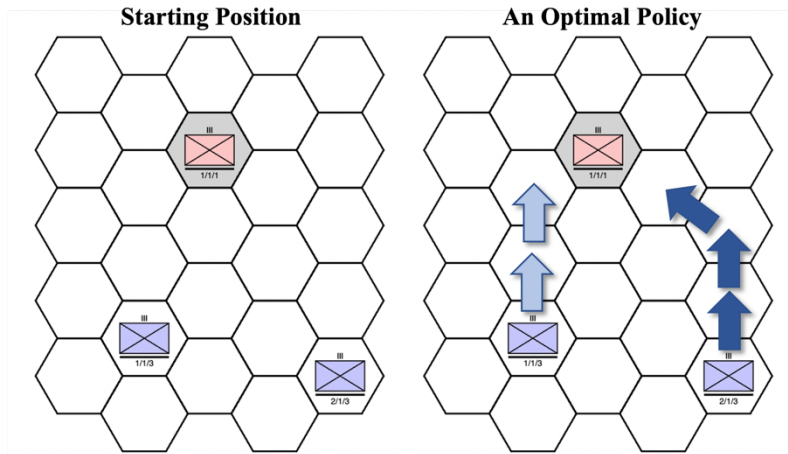 Starting Position
An Optimal Policy
III
1/1/1
III
1/1/1
III
1/1/3
III
2/1/3
III
1/1/3
III
2/1/3